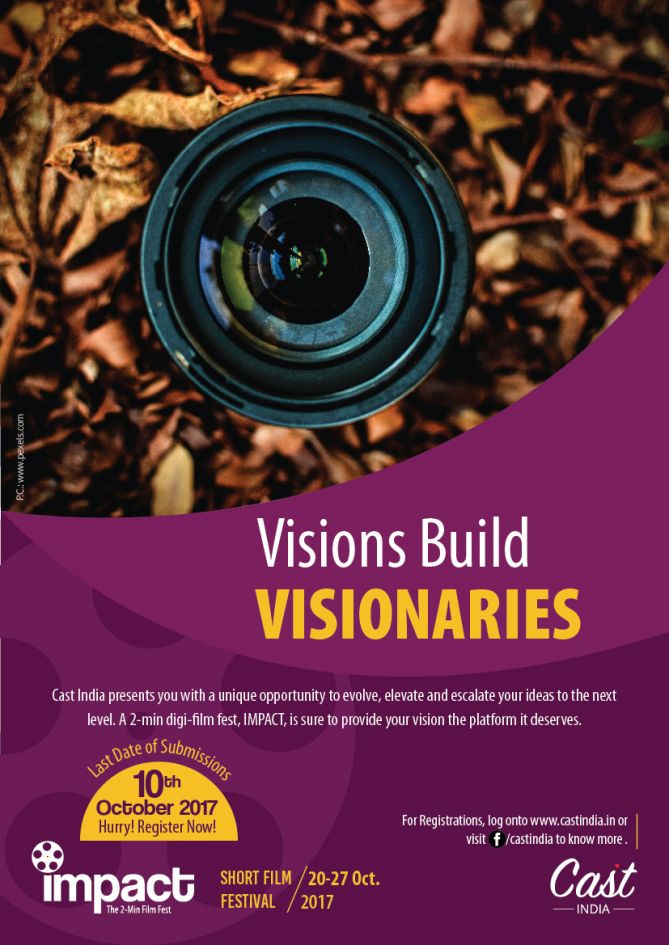 P.C.: www.pexels.com
Visions Build
VISIONARIES
Cast India presents you with a unique opportunity to evolve, elevate and escalate your ideas to the next
level. A 2-min digi-film fest, IMPACT, is sure to provide your vision the platform it deserves.
Last Date of Submissions
10th
October 2017
Hurry! Register Now!
For Registrations, log onto www.castindia.in or
visit f/castindia to know more .
impact
The 2-Min Film Fest
SHORT FILM / 20-27 Oct.
FESTIVAL / 2017
Cast
INDIA